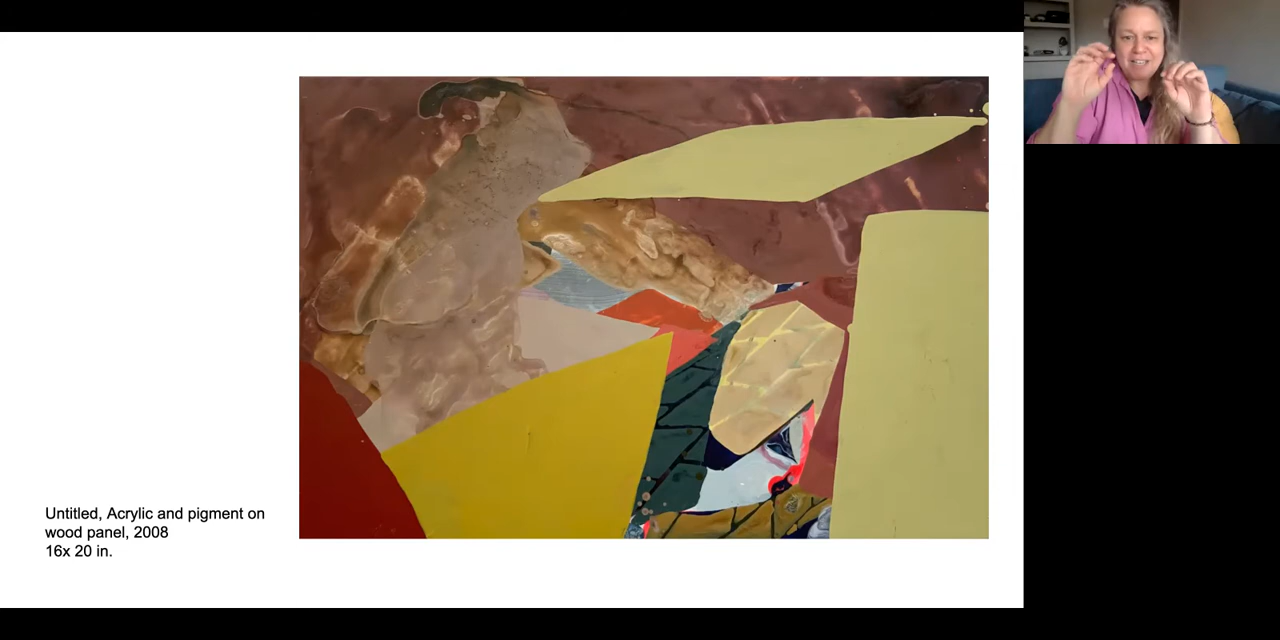 Untitled, Acrylic and pigment on
wood panel, 2008
16x 20 in.